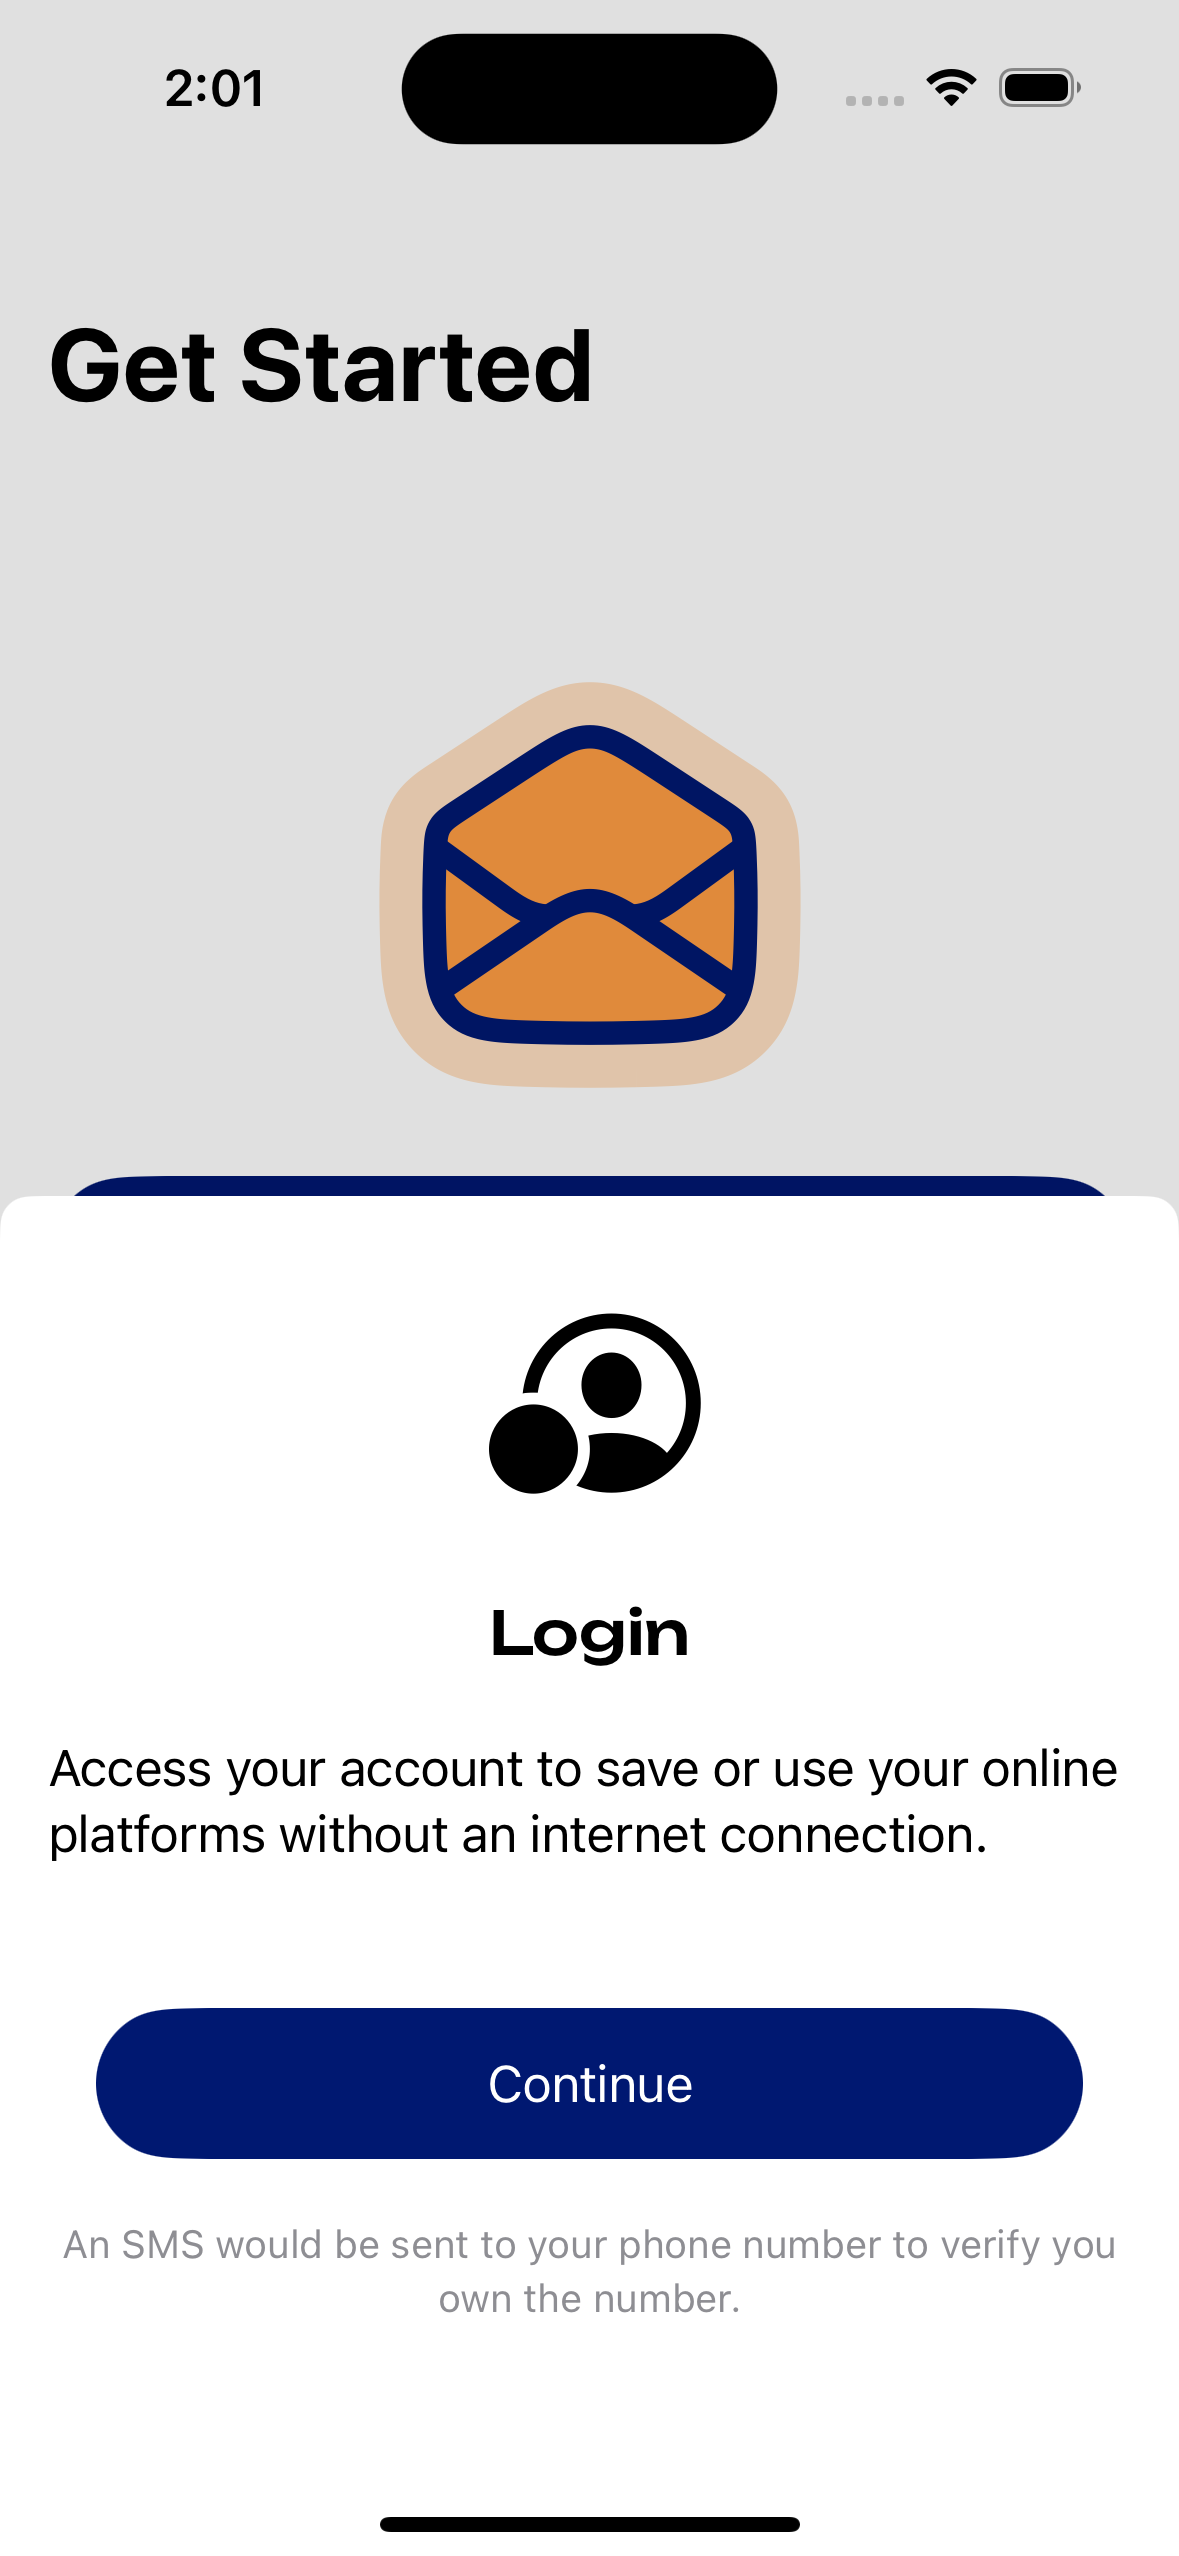 2:01
Get Started
Login
Access your account to save or use your online
platforms without an internet connection.
Continue
An SMS would be sent to your phone number to verify you
own the number.